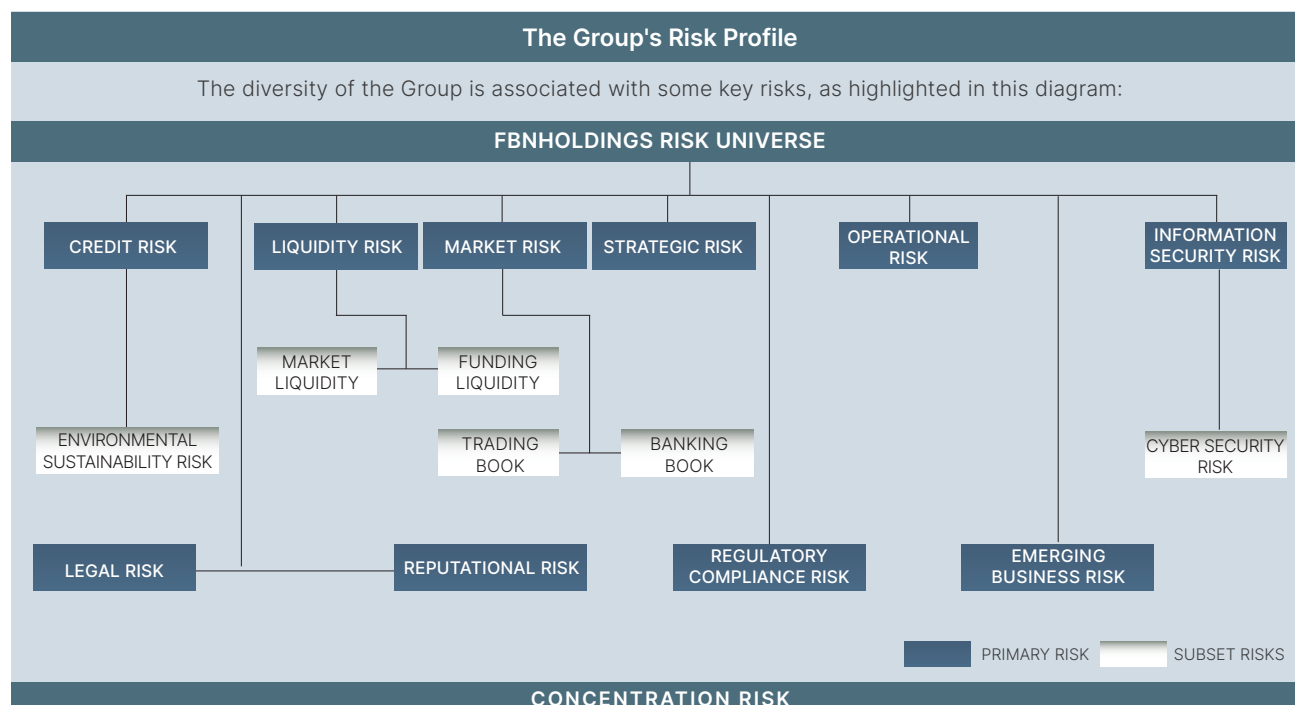 The Group's Risk Profile
The diversity of the Group is associated with some key risks, as highlighted in this diagram:
FBNHOLDINGS RISK UNIVERSE
CREDIT RISK
LIQUIDITY RISK
MARKET RISK
STRATEGIC RISK
OPERATIONAL
RISK
INFORMATION
SECURITY RISK
MARKET
LIQUIDITY
FUNDING
LIQUIDITY
ENVIRONMENTAL
SUSTAINABILITY RISK
TRADING
BOOK
BANKING
BOOK
CYBER SECURITY
RISK
LEGAL RISK
REPUTATIONAL RISK
REGULATORY
COMPLIANCE RISK
EMERGING
BUSINESS RISK
PRIMARY RISK
SUBSET RISKS
CONCENTRATION RISK